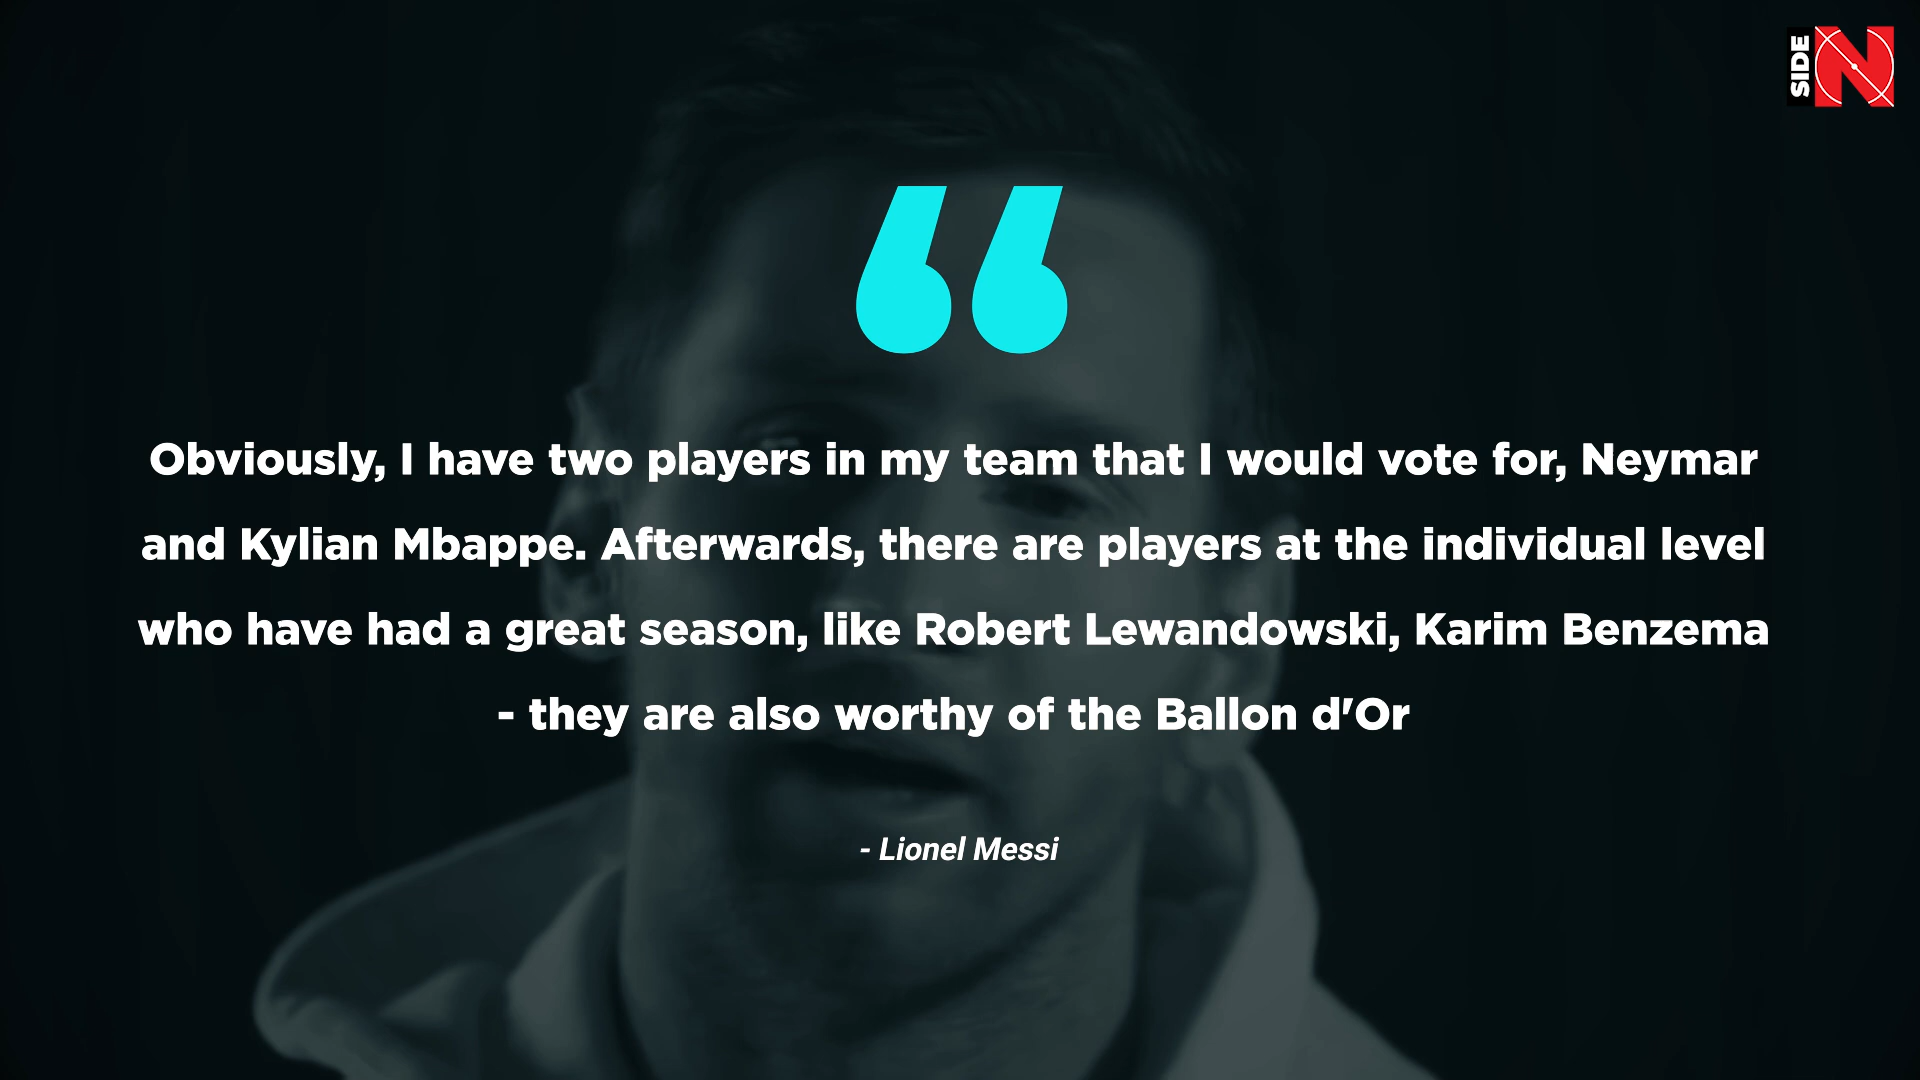 SIDE N
Obviously, I have two players in my team that I would vote for, Neymar
and Kylian Mbappe. Afterwards, there are players at the individual level
who have had a great season, like Robert Lewandowski, Karim Benzema
- they are also worthy of the Ballon d'Or
- Lionel Messi